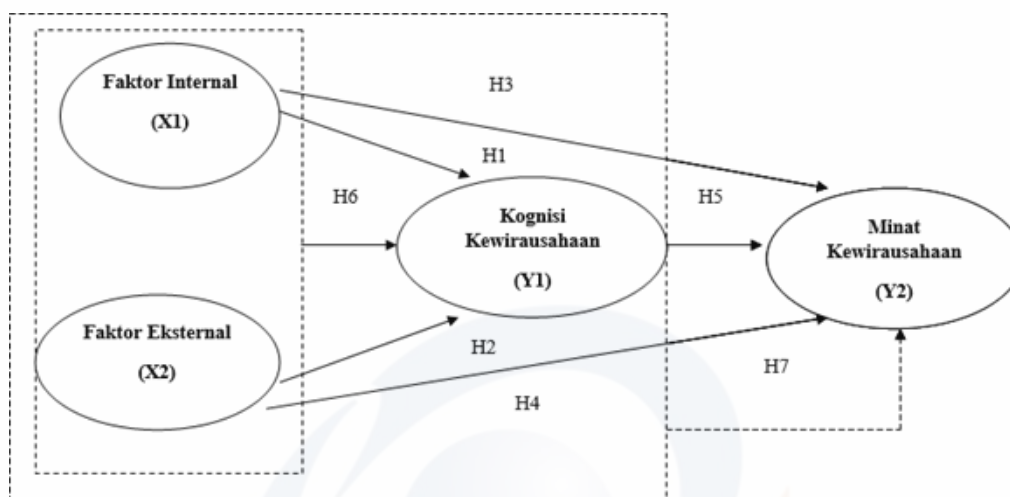 Faktor Internal
(X1)
H3
H1
H6
Kognisi
Kewirausahaan
(Y1)
H5
Minat
Kewirausahaan
(Y2)
Faktor Eksternal
(X2)
H2
H7
H4